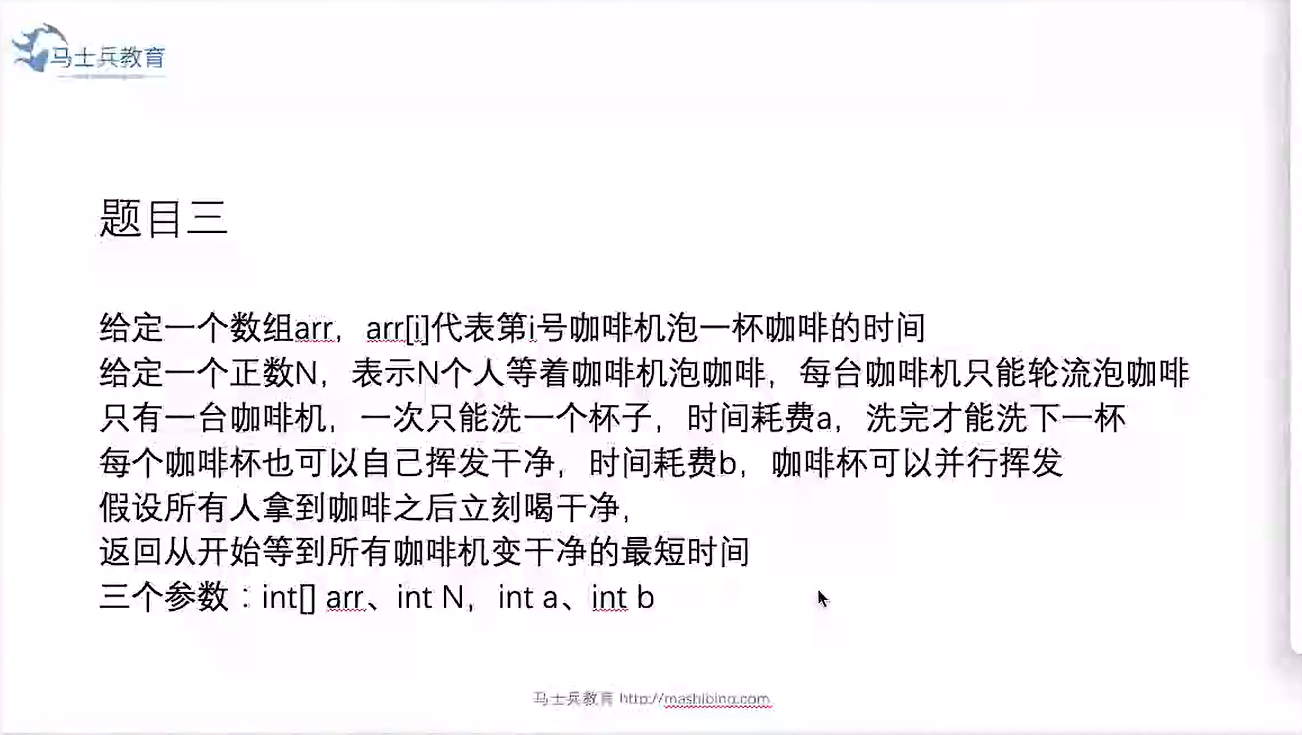 马士兵教育
题目三
给定一个数组arr，arr[i]代表第i号咖啡机泡一杯咖啡的时间
给定一个正数N，表示N个人等着咖啡机泡咖啡，每台咖啡机只能轮流泡咖啡
只有一台咖啡机，一次只能洗一个杯子，时间耗费a，洗完才能洗下一杯
每个咖啡杯也可以自己挥发干净，时间耗费b，咖啡杯可以并行挥发
假设所有人拿到咖啡之后立刻喝干净，
返回从开始等到所有咖啡机变干净的最短时间
三个参数：int[] arr、int N，int a、int b
马士兵教育 http://mashibing.com